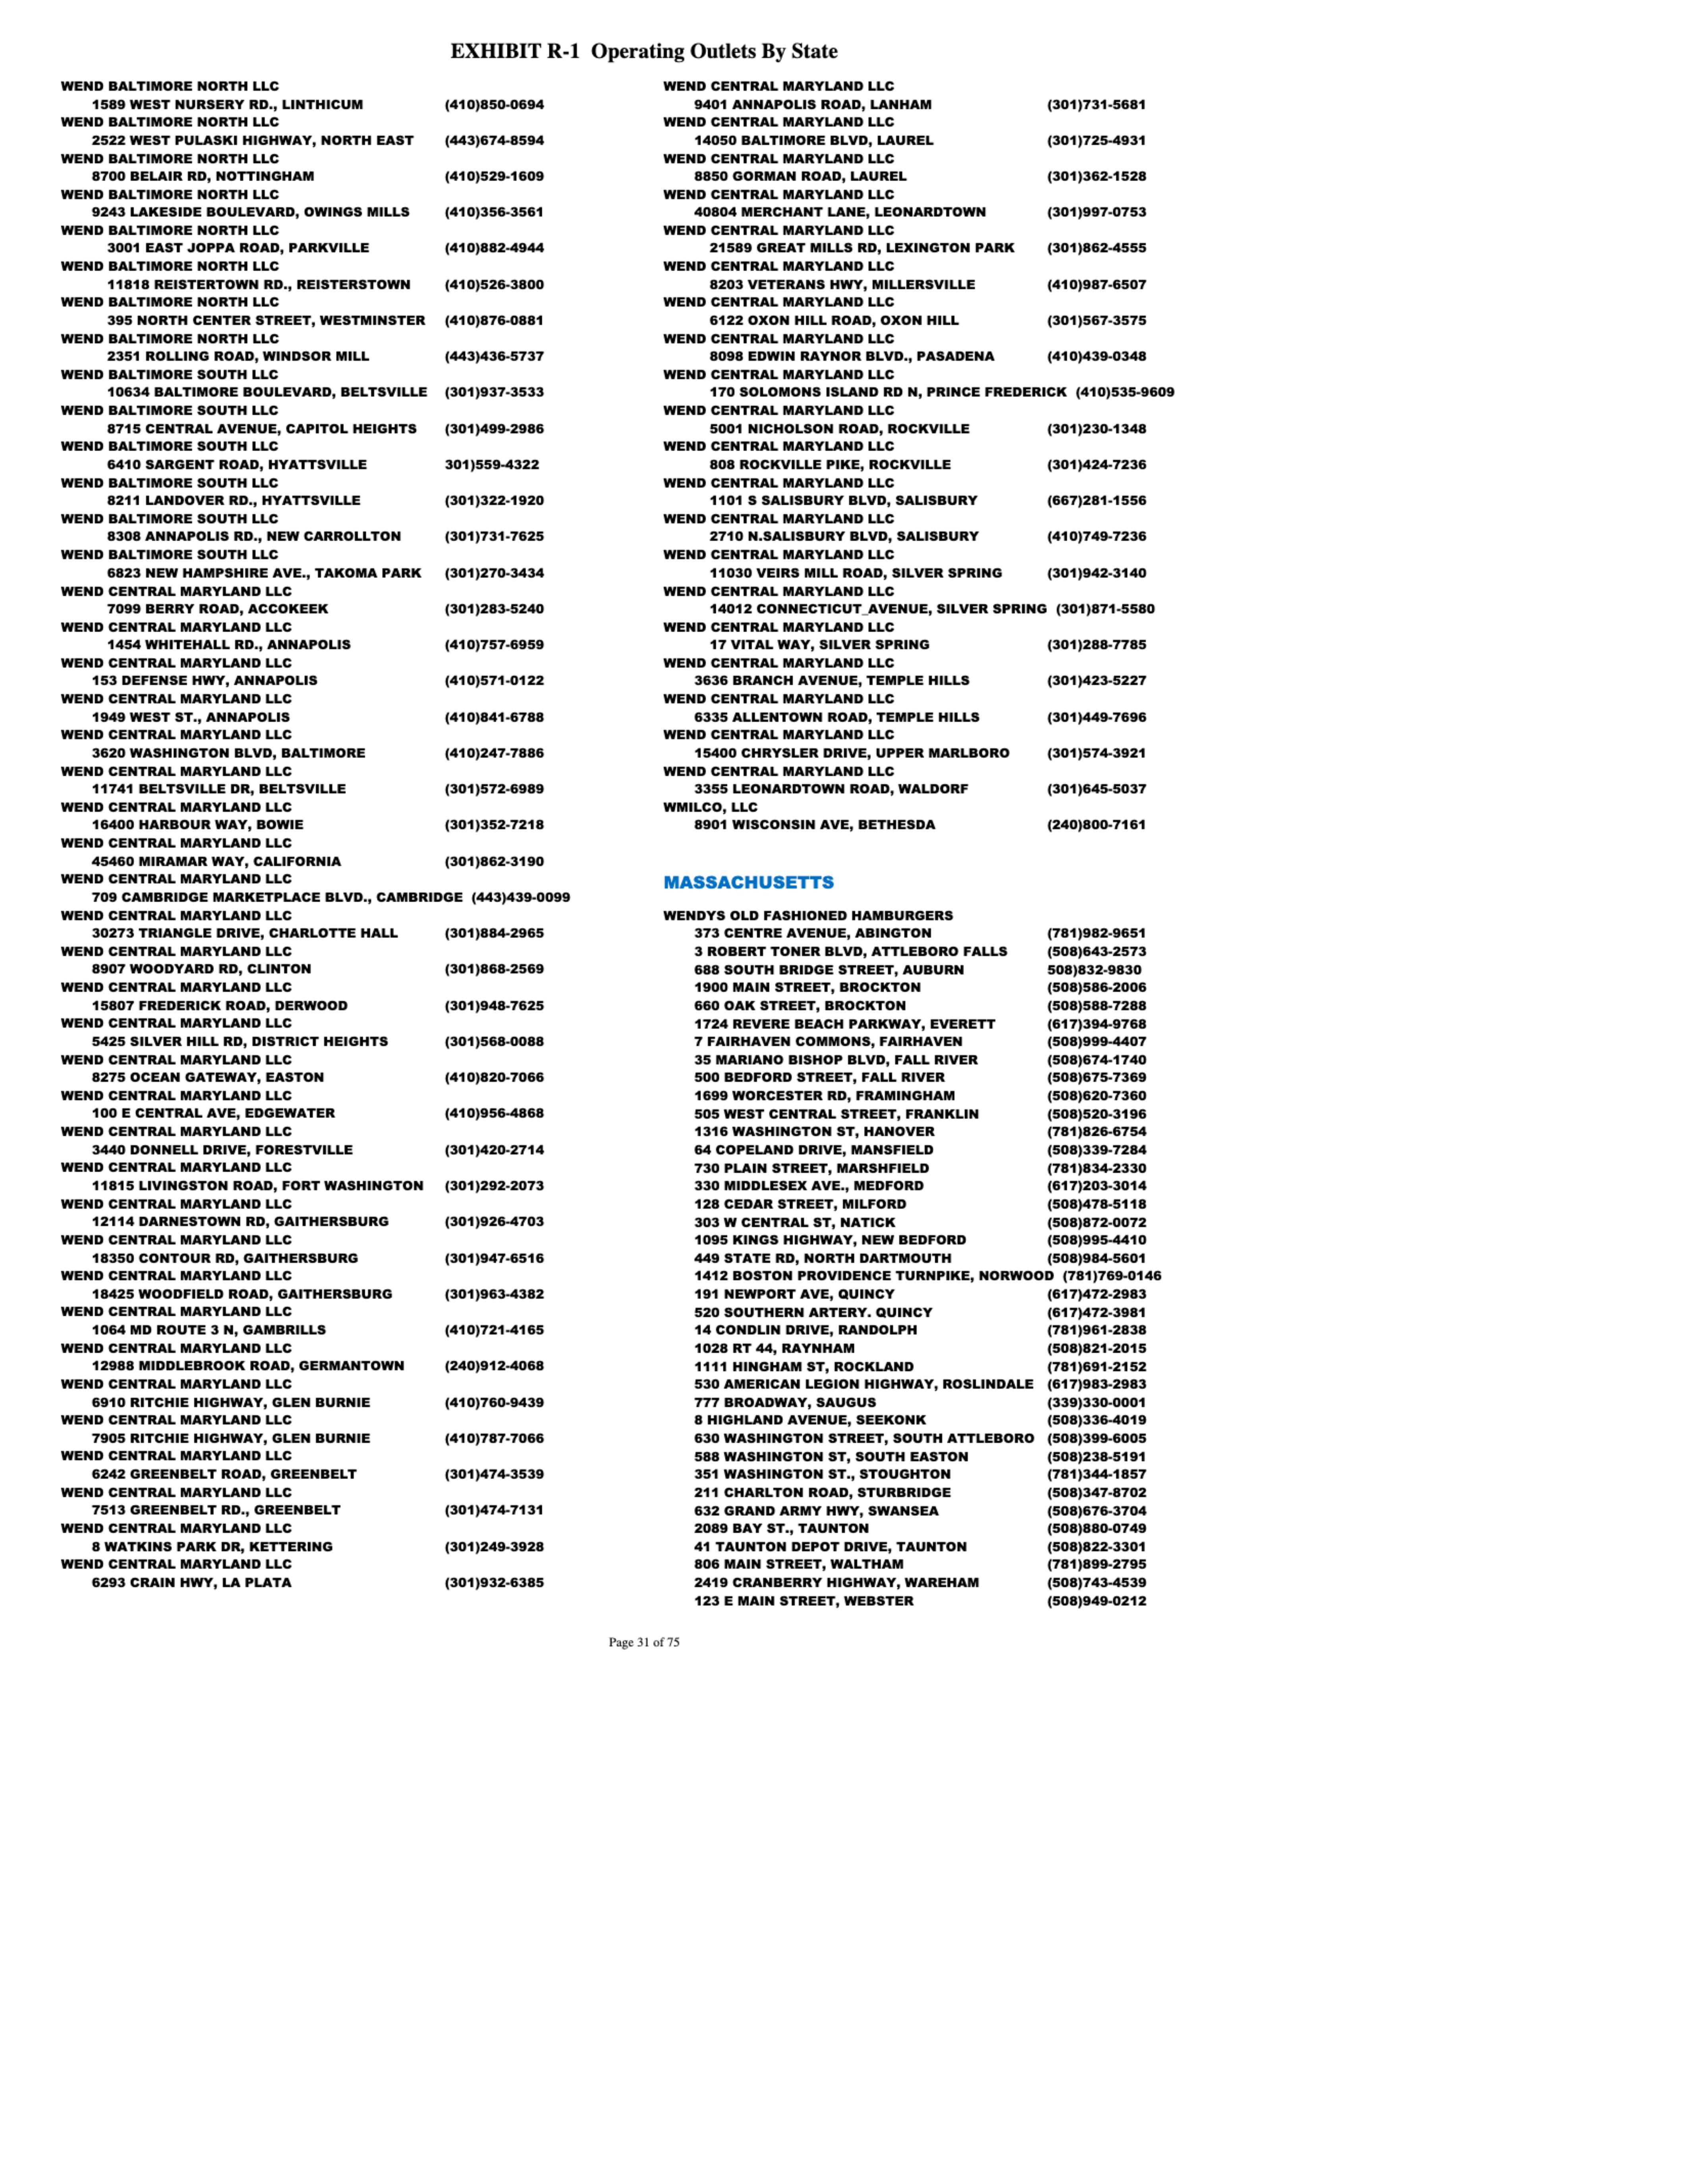 EXHIBIT R-1 Operating Outlets By State
WEND BALTIMORE NORTH LLC
1589 WEST NURSERY RD., LINTHICUM (410)850-0694
WEND BALTIMORE NORTH LLC
2522 WEST PULASKI HIGHWAY, NORTH EAST (443)674-8594
WEND BALTIMORE NORTH LLC
8700 BELAIR RD, NOTTINGHAM (410)529-1609
WEND BALTIMORE NORTH LLC
9243 LAKESIDE BOULEVARD, OWINGS MILLS (410)356-3561
WEND BALTIMORE NORTH LLC
3001 EAST JOPPA ROAD, PARKVILLE (410)882-4944
WEND BALTIMORE NORTH LLC
11818 REISTERTOWN RD., REISTERSTOWN (410)526-3800
WEND BALTIMORE NORTH LLC
395 NORTH CENTER STREET, WESTMINSTER (410)876-0881
WEND BALTIMORE NORTH LLC
2351 ROLLING ROAD, WINDSOR MILL (443)436-5737
WEND BALTIMORE SOUTH LLC
10634 BALTIMORE BOULEVARD, BELTSVILLE (301)937-3533
WEND BALTIMORE SOUTH LLC
8715 CENTRAL AVENUE, CAPITOL HEIGHTS (301)499-2986
WEND BALTIMORE SOUTH LLC
6410 SARGENT ROAD, HYATTSVILLE 301)559-4322
WEND BALTIMORE SOUTH LLC
8211 LANDOVER RD., HYATTSVILLE (301)322-1920
WEND BALTIMORE SOUTH LLC
8308 ANNAPOLIS RD., NEW CARROLLTON (301)731-7625
WEND BALTIMORE SOUTH LLC
6823 NEW HAMPSHIRE AVE., TAKOMA PARK (301)270-3434
WEND CENTRAL MARYLAND LLC
7099 BERRY ROAD, ACCOKEEK (301)283-5240
WEND CENTRAL MARYLAND LLC
1454 WHITEHALL RD., ANNAPOLIS (410)757-6959
WEND CENTRAL MARYLAND LLC
153 DEFENSE HWY, ANNAPOLIS (410)571-0122
WEND CENTRAL MARYLAND LLC
1949 WEST ST., ANNAPOLIS (410)841-6788
WEND CENTRAL MARYLAND LLC
3620 WASHINGTON BLVD, BALTIMORE (410)247-7886
WEND CENTRAL MARYLAND LLC
11741 BELTSVILLE DR, BELTSVILLE (301)572-6989
WEND CENTRAL MARYLAND LLC
16400 HARBOUR WAY, BOWIE (301)352-7218
WEND CENTRAL MARYLAND LLC
45460 MIRAMAR WAY, CALIFORNIA (301)862-3190
WEND CENTRAL MARYLAND LLC
709 CAMBRIDGE MARKETPLACE BLVD., CAMBRIDGE (443)439-0099
WEND CENTRAL MARYLAND LLC
30273 TRIANGLE DRIVE, CHARLOTTE HALL (301)884-2965
WEND CENTRAL MARYLAND LLC
8907 WOODYARD RD, CLINTON (301)868-2569
WEND CENTRAL MARYLAND LLC
15807 FREDERICK ROAD, DERWOOD (301)948-7625
WEND CENTRAL MARYLAND LLC
5425 SILVER HILL RD, DISTRICT HEIGHTS (301)568-0088
WEND CENTRAL MARYLAND LLC
8275 OCEAN GATEWAY, EASTON (410)820-7066
WEND CENTRAL MARYLAND LLC
100 E CENTRAL AVE, EDGEWATER (410)956-4868
WEND CENTRAL MARYLAND LLC
3440 DONNELL DRIVE, FORESTVILLE (301)420-2714
WEND CENTRAL MARYLAND LLC
11815 LIVINGSTON ROAD, FORT WASHINGTON (301)292-2073
WEND CENTRAL MARYLAND LLC
12114 DARNESTOWN RD, GAITHERSBURG (301)926-4703
WEND CENTRAL MARYLAND LLC
18350 CONTOUR RD, GAITHERSBURG (301)947-6516
WEND CENTRAL MARYLAND LLC
18425 WOODFIELD ROAD, GAITHERSBURG (301)963-4382
WEND CENTRAL MARYLAND LLC
1064 MD ROUTE 3 N, GAMBRILLS (410)721-4165
WEND CENTRAL MARYLAND LLC
12988 MIDDLEBROOK ROAD, GERMANTOWN (240)912-4068
WEND CENTRAL MARYLAND LLC
6910 RITCHIE HIGHWAY, GLEN BURNIE (410)760-9439
WEND CENTRAL MARYLAND LLC
7905 RITCHIE HIGHWAY, GLEN BURNIE (410)787-7066
WEND CENTRAL MARYLAND LLC
6242 GREENBELT ROAD, GREENBELT (301)474-3539
WEND CENTRAL MARYLAND LLC
7513 GREENBELT RD., GREENBELT (301)474-7131
WEND CENTRAL MARYLAND LLC
8 WATKINS PARK DR, KETTERING (301)249-3928
WEND CENTRAL MARYLAND LLC
6293 CRAIN HWY, LA PLATA (301)932-6385
WEND CENTRAL MARYLAND LLC
9401 ANNAPOLIS ROAD, LANHAM (301)731-5681
WEND CENTRAL MARYLAND LLC
14050 BALTIMORE BLVD, LAUREL (301)725-4931
WEND CENTRAL MARYLAND LLC
8850 GORMAN ROAD, LAUREL (301)362-1528
WEND CENTRAL MARYLAND LLC
40804 MERCHANT LANE, LEONARDTOWN (301)997-0753
WEND CENTRAL MARYLAND LLC
21589 GREAT MILLS RD, LEXINGTON PARK (301)862-4555
WEND CENTRAL MARYLAND LLC
8203 VETERANS HWY, MILLERSVILLE (410)987-6507
WEND CENTRAL MARYLAND LLC
6122 OXON HILL ROAD, OXON HILL (301)567-3575
WEND CENTRAL MARYLAND LLC
8098 EDWIN RAYNOR BLVD., PASADENA (410)439-0348
WEND CENTRAL MARYLAND LLC
170 SOLOMONS ISLAND RD N, PRINCE FREDERICK (410)535-9609
WEND CENTRAL MARYLAND LLC
5001 NICHOLSON ROAD, ROCKVILLE (301)230-1348
WEND CENTRAL MARYLAND LLC
808 ROCKVILLE PIKE, ROCKVILLE (301)424-7236
WEND CENTRAL MARYLAND LLC
1101 S SALISBURY BLVD, SALISBURY (667)281-1556
WEND CENTRAL MARYLAND LLC
2710 N.SALISBURY BLVD, SALISBURY (410)749-7236
WEND CENTRAL MARYLAND LLC
11030 VEIRS MILL ROAD, SILVER SPRING (301)942-3140
WEND CENTRAL MARYLAND LLC
14012 CONNECTICUT_AVENUE, SILVER SPRING (301)871-5580
WEND CENTRAL MARYLAND LLC
17 VITAL WAY, SILVER SPRING (301)288-7785
WEND CENTRAL MARYLAND LLC
3636 BRANCH AVENUE, TEMPLE HILLS (301)423-5227
WEND CENTRAL MARYLAND LLC
6335 ALLENTOWN ROAD, TEMPLE HILLS (301)449-7696
WEND CENTRAL MARYLAND LLC
15400 CHRYSLER DRIVE, UPPER MARLBORO (301)574-3921
WEND CENTRAL MARYLAND LLC
3355 LEONARDTOWN ROAD, WALDORF (301)645-5037
WMILCO, LLC
8901 WISCONSIN AVE, BETHESDA (240)800-7161
MASSACHUSETTS
WENDYS OLD FASHIONED HAMBURGERS
373 CENTRE AVENUE, ABINGTON (781)982-9651
3 ROBERT TONER BLVD, ATTLEBORO FALLS (508)643-2573
688 SOUTH BRIDGE STREET, AUBURN 508)832-9830
1900 MAIN STREET, BROCKTON (508)586-2006
660 OAK STREET, BROCKTON (508)588-7288
1724 REVERE BEACH PARKWAY, EVERETT (617)394-9768
7 FAIRHAVEN COMMONS, FAIRHAVEN (508)999-4407
35 MARIANO BISHOP BLVD, FALL RIVER (508)674-1740
500 BEDFORD STREET, FALL RIVER (508)675-7369
1699 WORCESTER RD, FRAMINGHAM (508)620-7360
505 WEST CENTRAL STREET, FRANKLIN (508)520-3196
1316 WASHINGTON ST, HANOVER (781)826-6754
64 COPELAND DRIVE, MANSFIELD (508)339-7284
730 PLAIN STREET, MARSHFIELD (781)834-2330
330 MIDDLESEX AVE., MEDFORD (617)203-3014
128 CEDAR STREET, MILFORD (508)478-5118
303 W CENTRAL ST, NATICK (508)872-0072
1095 KINGS HIGHWAY, NEW BEDFORD (508)995-4410
449 STATE RD, NORTH DARTMOUTH (508)984-5601
1412 BOSTON PROVIDENCE TURNPIKE, NORWOOD (781)769-0146
191 NEWPORT AVE, QUINCY (617)472-2983
520 SOUTHERN ARTERY. QUINCY (617)472-3981
14 CONDLIN DRIVE, RANDOLPH (781)961-2838
1028 RT 44, RAYNHAM (508)821-2015
1111 HINGHAM ST, ROCKLAND (781)691-2152
530 AMERICAN LEGION HIGHWAY, ROSLINDALE (617)983-2983
777 BROADWAY, SAUGUS (339)330-0001
8 HIGHLAND AVENUE, SEEKONK (508)336-4019
630 WASHINGTON STREET, SOUTH ATTLEBORO (508)399-6005
588 WASHINGTON ST, SOUTH EASTON (508)238-5191
351 WASHINGTON ST., STOUGHTON (781)344-1857
211 CHARLTON ROAD, STURBRIDGE (508)347-8702
632 GRAND ARMY HWY, SWANSEA (508)676-3704
2089 BAY ST., TAUNTON (508)880-0749
41 TAUNTON DEPOT DRIVE, TAUNTON (508)822-3301
806 MAIN STREET, WALTHAM (781)899-2795
2419 CRANBERRY HIGHWAY, WAREHAM (508)743-4539
123 E MAIN STREET, WEBSTER (508)949-0212
Page 31 of 75